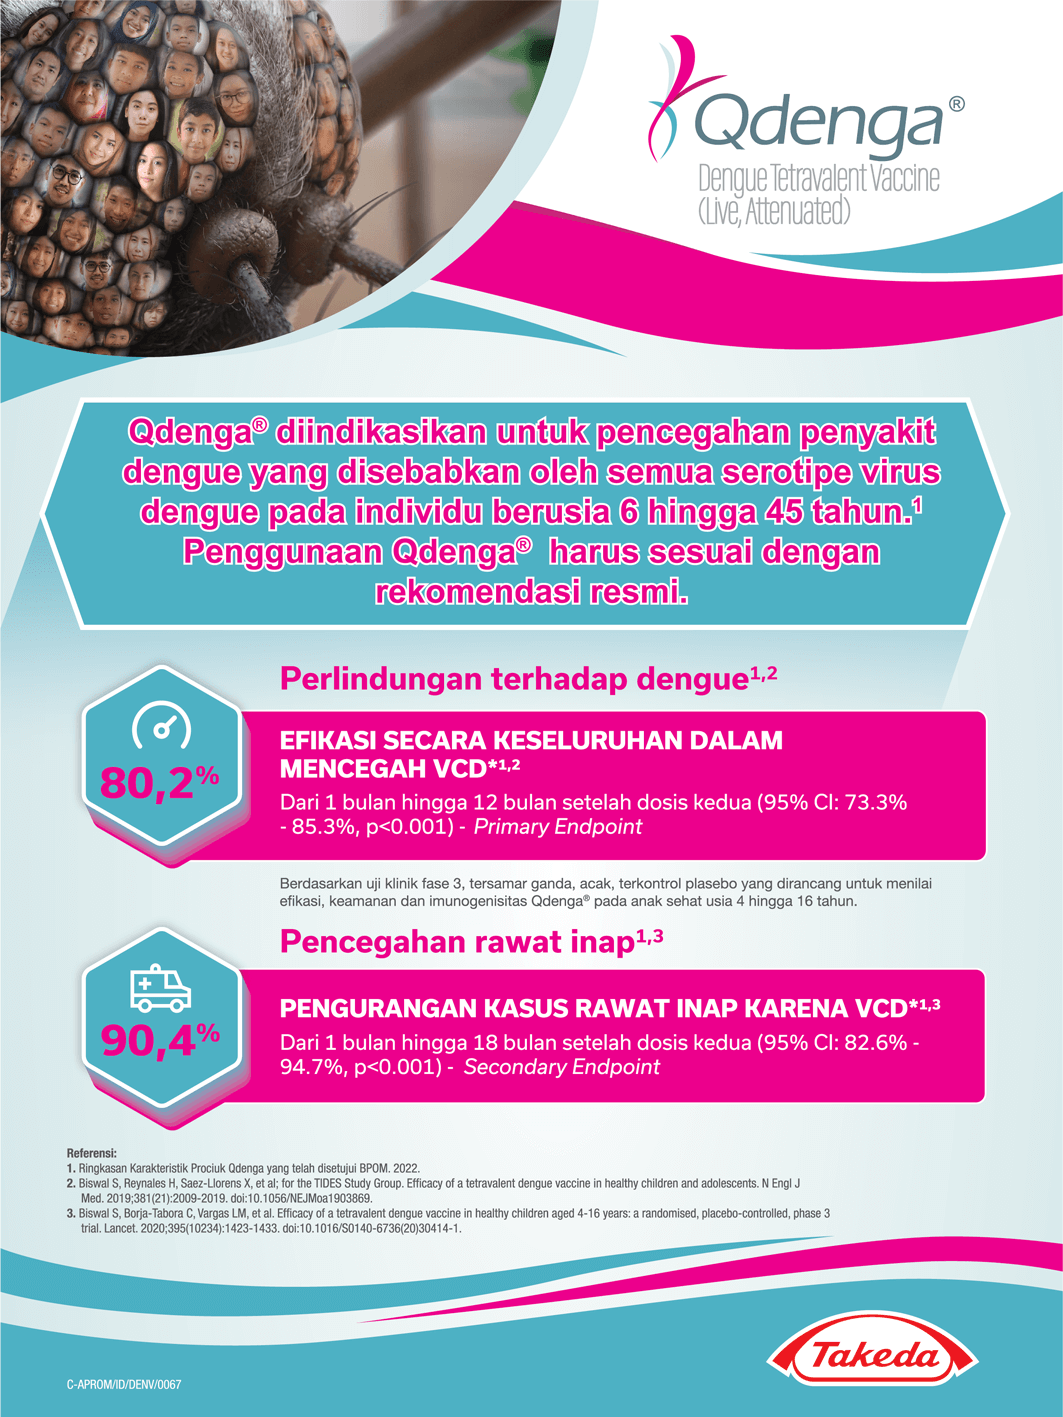 Qdenga®
Dengue Tetravalent Vaccine
(Live, Attenuated)
Qdenga® diindikasikan untuk pencegahan penyakit
dengue yang disebabkan oleh semua serotipe virus
dengue pada individu berusia 6 hingga 45 tahun.¹
Penggunaan Qdenga® harus sesuai dengan
rekomendasi resmi.
Perlindungan terhadap dengue¹,²
80,2%
EFIKASI SECARA KESELURUHAN DALAM
MENCEGAH VCD*¹,²
Dari 1 bulan hingga 12 bulan setelah dosis kedua (95% CI: 73.3%
- 85.3%, p<0.001) - Primary Endpoint
Berdasarkan uji klinik fase 3, tersamar ganda, acak, terkontrol plasebo yang dirancang untuk menilai
efikasi, keamanan dan imunogenisitas Qdenga® pada anak sehat usia 4 hingga 16 tahun.
Pencegahan rawat inap¹,³
90,4%
PENGURANGAN KASUS RAWAT INAP KARENA VCD*¹,³
Dari 1 bulan hingga 18 bulan setelah dosis kedua (95% CI: 82.6% -
94.7%, p<0.001) - Secondary Endpoint
Referensi:
1. Ringkasan Karakteristik Prociuk Qdenga yang telah disetujui BPOM. 2022.
2. Biswal S, Reynales H, Saez-Llorens X, et al; for the TIDES Study Group. Efficacy of a tetravalent dengue vaccine in healthy children and adolescents. N Engl J
Med. 2019;381(21):2009-2019. doi:10.1056/NEJMoa1903869.
3. Biswal S, Borja-Tabora C, Vargas LM, et al. Efficacy of a tetravalent dengue vaccine in healthy children aged 4-16 years: a randomised, placebo-controlled, phase 3
trial. Lancet. 2020;395(10234):1423-1433. doi:10.1016/S0140-6736(20)30414-1.
Takeda
C-APROM/ID/DENV/0067